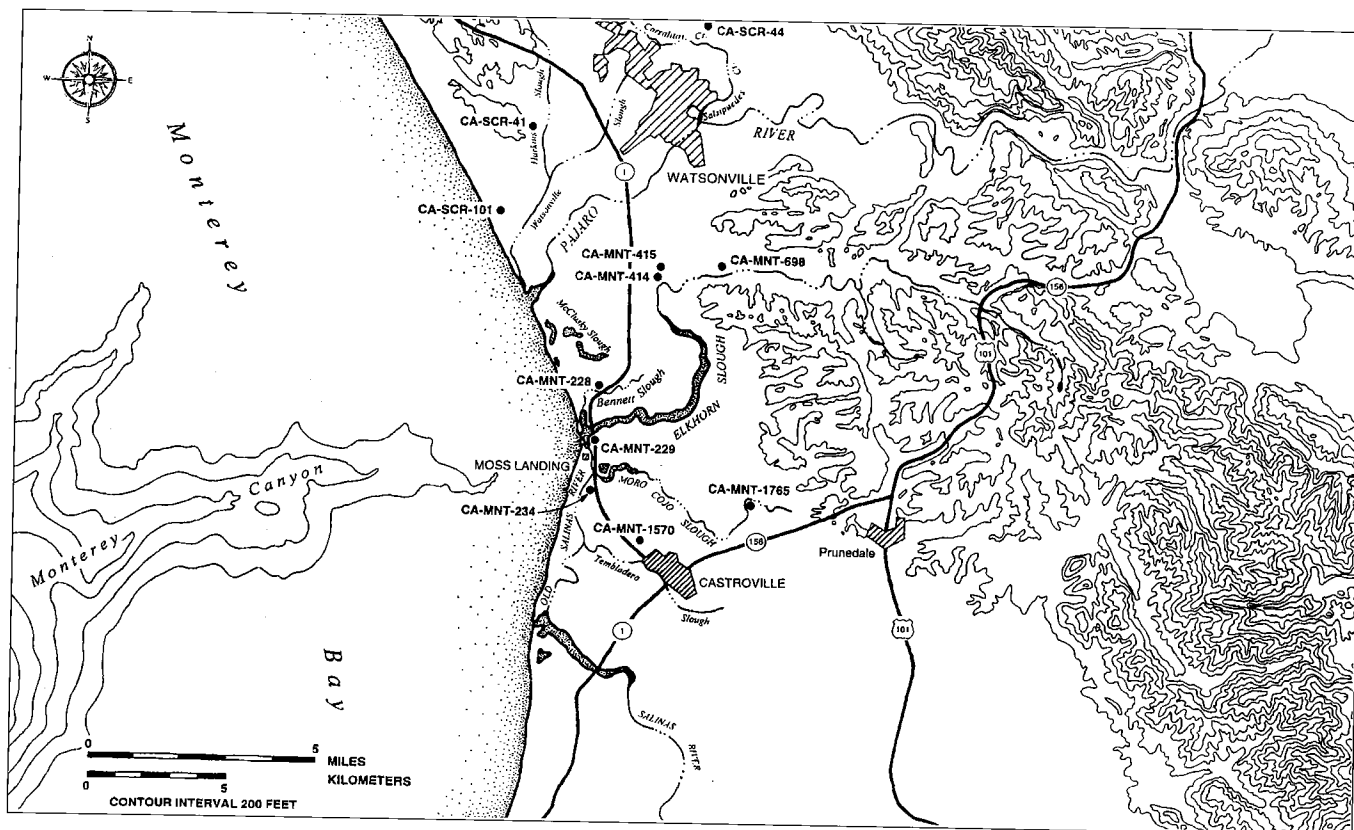 N
W
E
S
Corralitos Cr.
CA-SCR-44
Slough
Slough
Cr
Salsipuedes
CA-SCR-41
Harkins
RIVER
1
WATSONVILLE
Monterey
CA-SCR-101
Watsonville
PAJARO
CA-MNT-415
CA-MNT-698
CA-MNT-414
156
McClusky Slough
101
SLOUGH
CA-MNT-228
Bennett Slough
ELKHORN
CA-MNT-229
MOSS LANDING
Canyon
RIVER
MORO COJO SLOUGH
CA-MNT-1765
CA-MNT-234
SALINAS
CA-MNT-1570
156
Prunedale
Monterey
Tembladero
CASTROVILLE
OLD
Slough
1
101
Bay
SALINAS
RIVER
0
5
MILES
KILOMETERS
0
5
CONTOUR INTERVAL 200 FEET